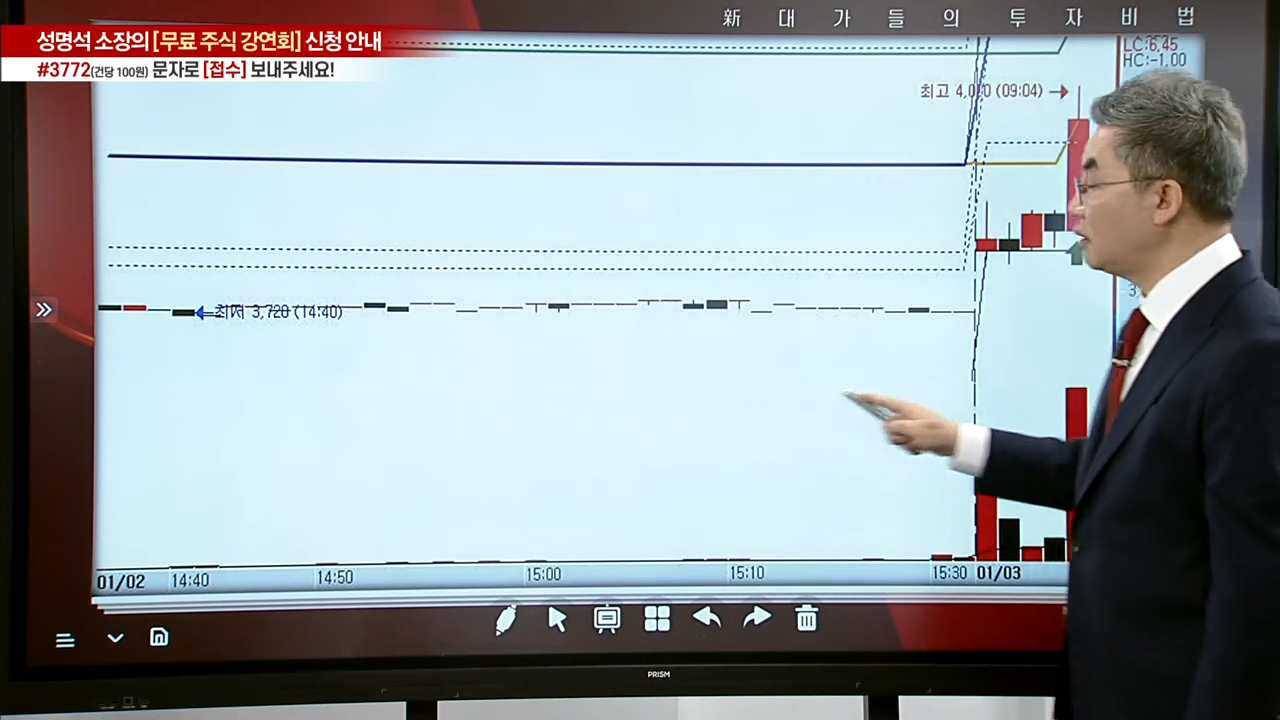 新 대 가 들 의 투 자 비 법
성명석 소장의 [무료 주식 강연회] 신청 안내
#3772(건당 100원) 문자로 [접수] 보내주세요!
LC:6.45
HC:-1.00
최고 4,0 0 (09:04)
최저 3,720 (14:40)
01/02 14:40 14:50 15:00 15:10 15:30 01/03
PRISM